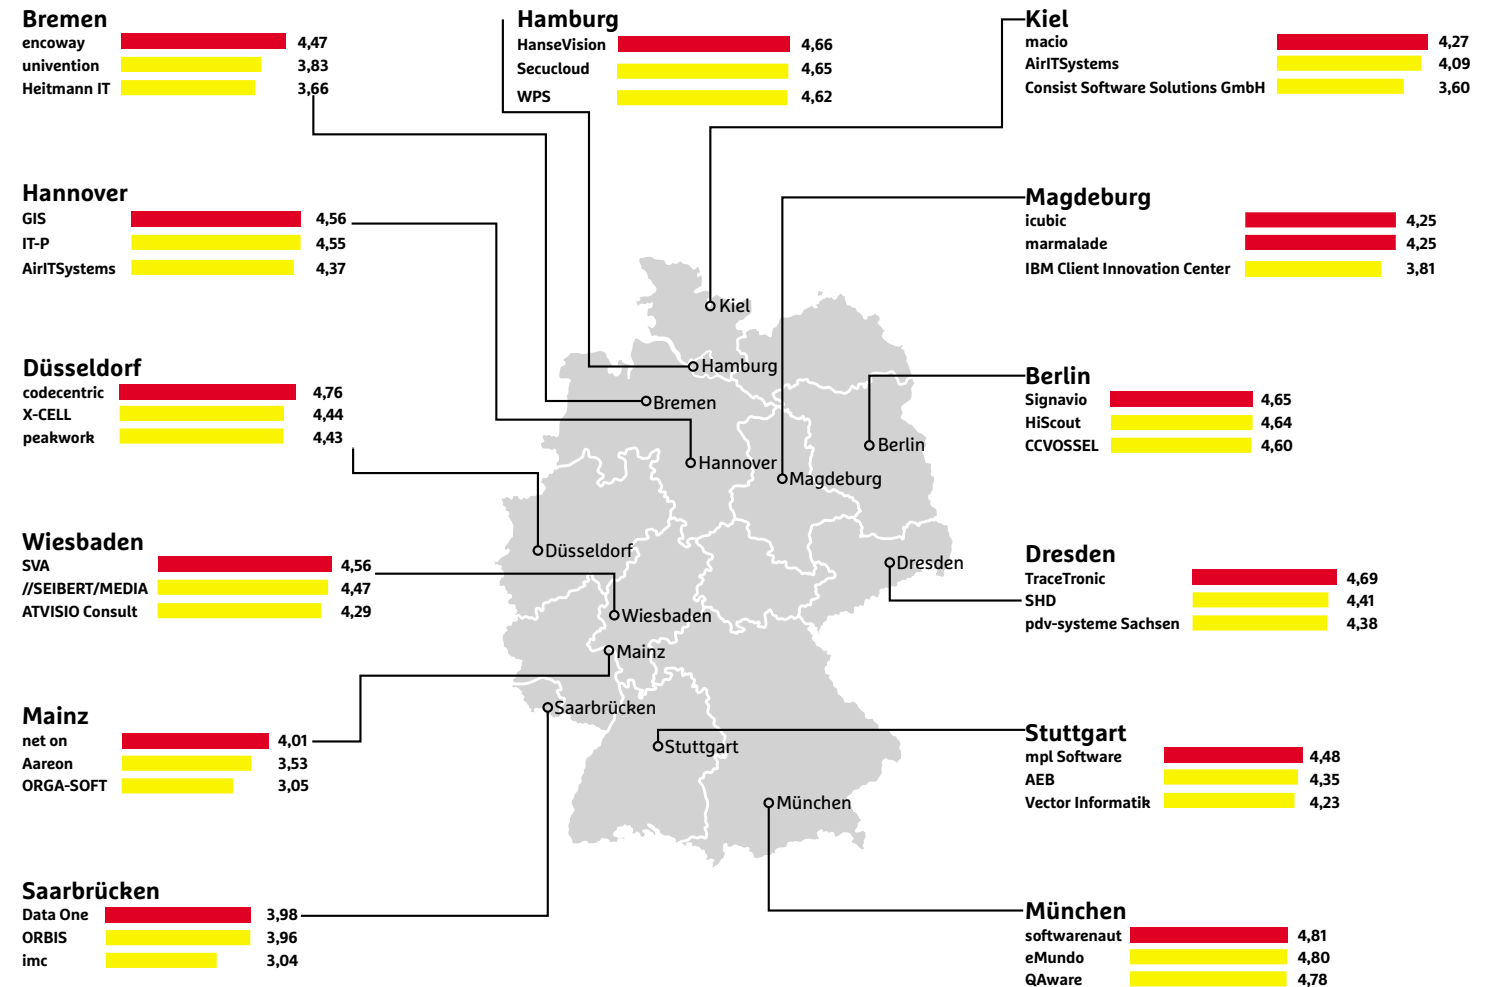 Bremen
encoway 4,47
univention 3,83
Heitmann IT 3,66
Hamburg
HanseVision 4,66
Secucloud 4,65
WPS 4,62
Kiel
macio 4,27
AirITSystems 4,09
Consist Software Solutions GmbH 3,60
Hannover
GIS 4,56
IT-P 4,55
AirITSystems 4,37
Magdeburg
icubic 4,25
marmalade 4,25
IBM Client Innovation Center 3,81
Düsseldorf
codecentric 4,76
X-CELL 4,44
peakwork 4,43
Berlin
Signavio 4,65
HiScout 4,64
CCVOSSEL 4,60
Wiesbaden
SVA 4,56
//SEIBERT/MEDIA 4,47
ATVISIO Consult 4,29
Dresden
TraceTronic 4,69
SHD 4,41
pdv-systeme Sachsen 4,38
Mainz
net on 4,01
Aareon 3,53
ORGA-SOFT 3,05
Stuttgart
mpl Software 4,48
AEB 4,35
Vector Informatik 4,23
Saarbrücken
Data One 3,98
ORBIS 3,96
imc 3,04
München
softwarenaut 4,81
eMundo 4,80
QAware 4,78
Kiel
Hamburg
Bremen
Berlin
Hannover
Magdeburg
Düsseldorf
Dresden
Wiesbaden
Mainz
Saarbrücken
Stuttgart
München